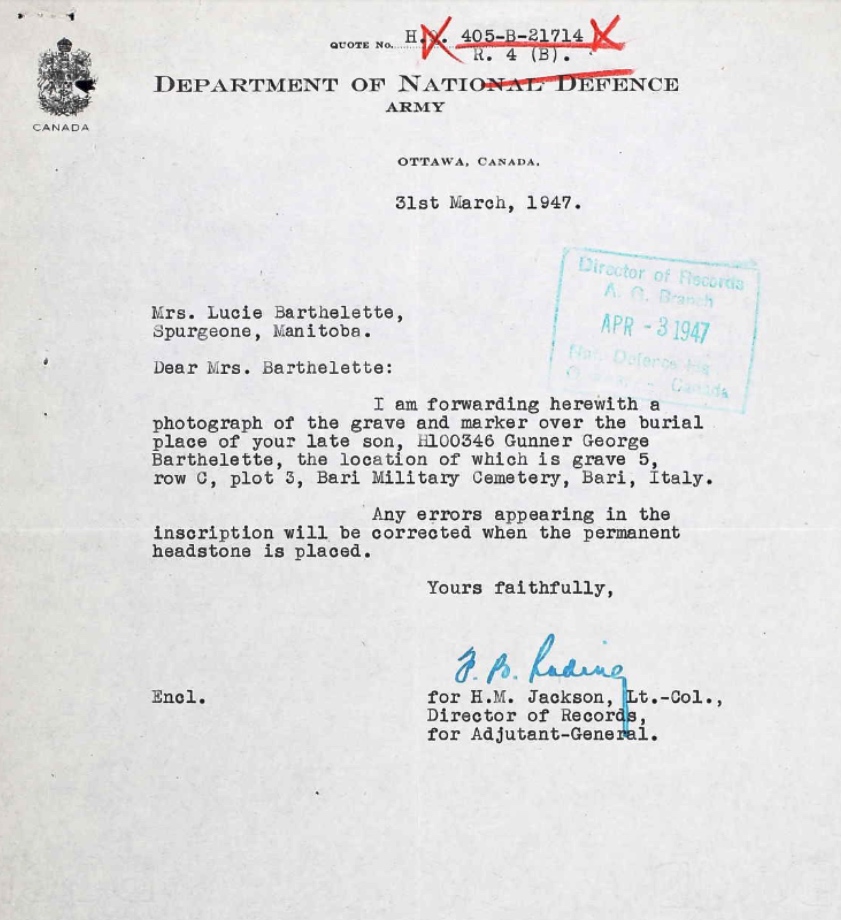 QUOTE NO. H.Q. 405-B-21714
R. 4 (B).
CANADA
DEPARTMENT OF NATIONAL DEFENCE
ARMY
OTTAWA, CANADA.
31st March, 1947.
Director of Records
A. G. Branch
APR - 3 1947
Defence
Canada
Mrs. Lucie Barthelette,
Spurgeone, Manitoba.
Dear Mrs. Barthelette:
I am forwarding herewith a
photograph of the grave and marker over the burial
place of your late son, H100346 Gunner George
Barthelette, the location of which is grave 5,
row C, plot 3, Bari Military Cemetery, Bari, Italy.
Any errors appearing in the
inscription will be corrected when the permanent
headstone is placed.
Yours faithfully,
Encl.
for H.M. Jackson, Lt.-Col.,
Director of Records,
for Adjutant-General.